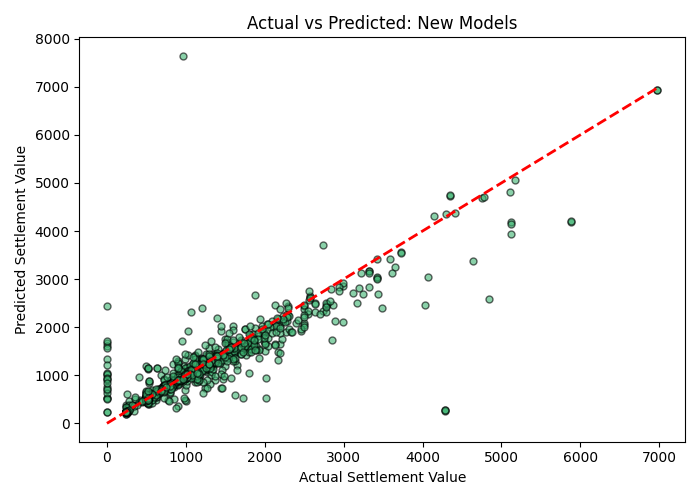 Actual vs Predicted: New Models
8000
7000
6000
5000
4000
3000
2000
1000
0
Predicted Settlement Value
0 1000 2000 3000 4000 5000 6000 7000
Actual Settlement Value